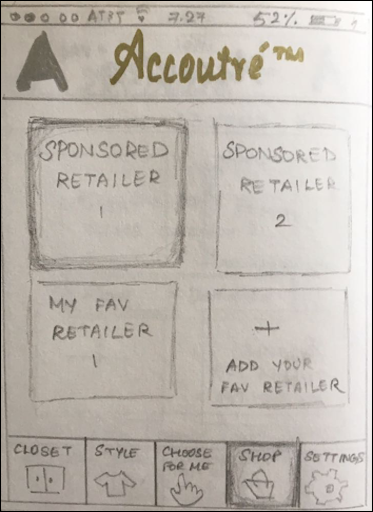 AT&T 7.27 52%
A Accoutré™
SPONSORED
RETAILER
1
SPONSORED
RETAILER
2
MY FAV
RETAILER
1
+
ADD YOUR
FAV RETAILER
CLOSET
STYLE
CHOOSE
FOR ME
SHOP
SETTINGS